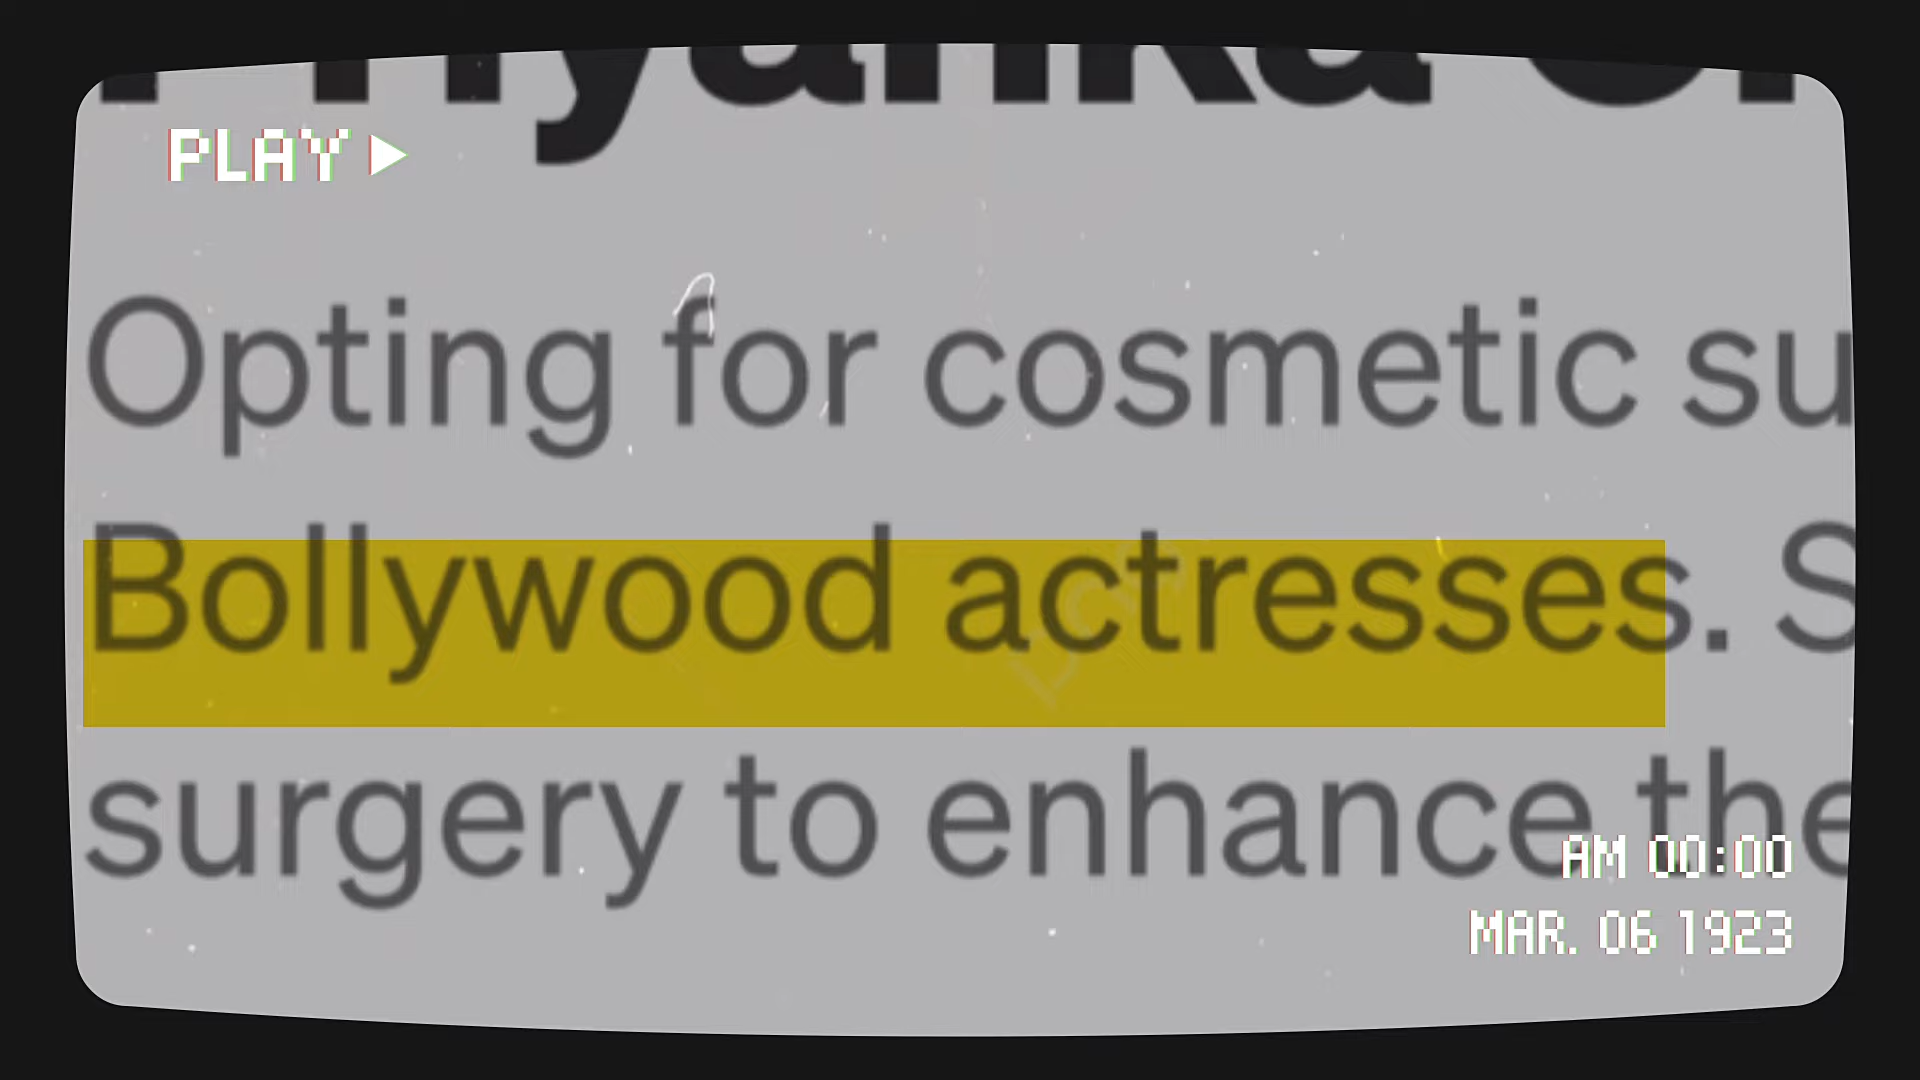 PLAY
Opting for cosmetic su
Bollywood actresses. S
surgery to enhance the
AM 00:00
MAR. 06 1923